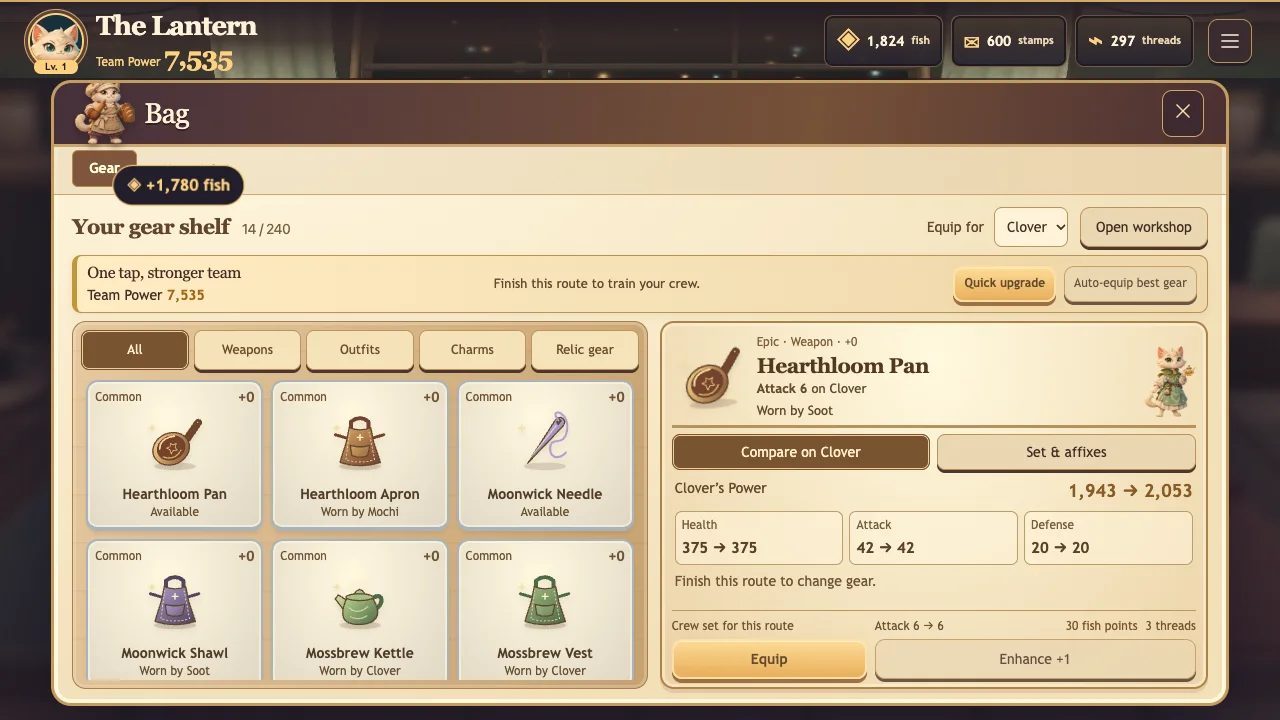 The Lantern
Lv. 1
Team Power 7,535
1,824 fish
600 stamps
297 threads
Bag
Gear
+1,780 fish
Your gear shelf 14 / 240
Equip for Clover
Open workshop
One tap, stronger team
Team Power 7,535
Finish this route to train your crew.
Quick upgrade
Auto-equip best gear
All
Weapons
Outfits
Charms
Relic gear
Common +0
Hearthloom Pan
Available
Common +0
Hearthloom Apron
Worn by Mochi
Common +0
Moonwick Needle
Available
Common +0
Moonwick Shawl
Worn by Soot
Common +0
Mossbrew Kettle
Worn by Clover
Common +0
Mossbrew Vest
Worn by Clover
Epic · Weapon · +0
Hearthloom Pan
Attack 6 on Clover
Worn by Soot
Compare on Clover
Set & affixes
Clover's Power
1,943 → 2,053
Health
375 → 375
Attack
42 → 42
Defense
20 → 20
Finish this route to change gear.
Crew set for this route
Attack 6 → 6
30 fish points 3 threads
Equip
Enhance +1